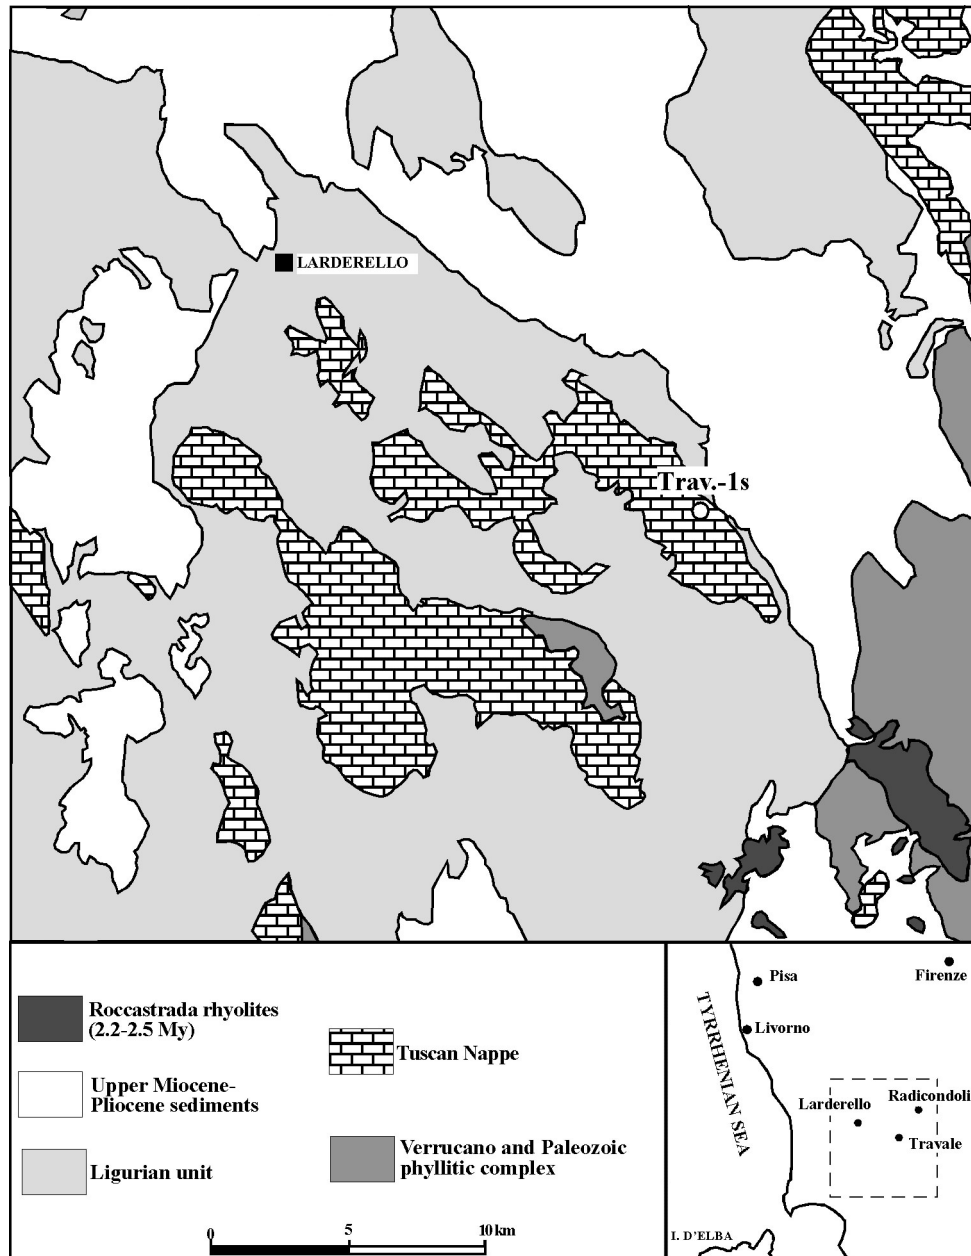 LARDERELLO
Trav.-1s
Roccastrada rhyolites
(2.2-2.5 My)
Upper Miocene-
Pliocene sediments
Ligurian unit
Tuscan Nappe
Verrucano and Paleozoic
phyllitic complex
0 5 10 km
Pisa
Firenze
Livorno
TYRRHENIAN SEA
Larderello
Radicondoli
Travale
I. D'ELBA